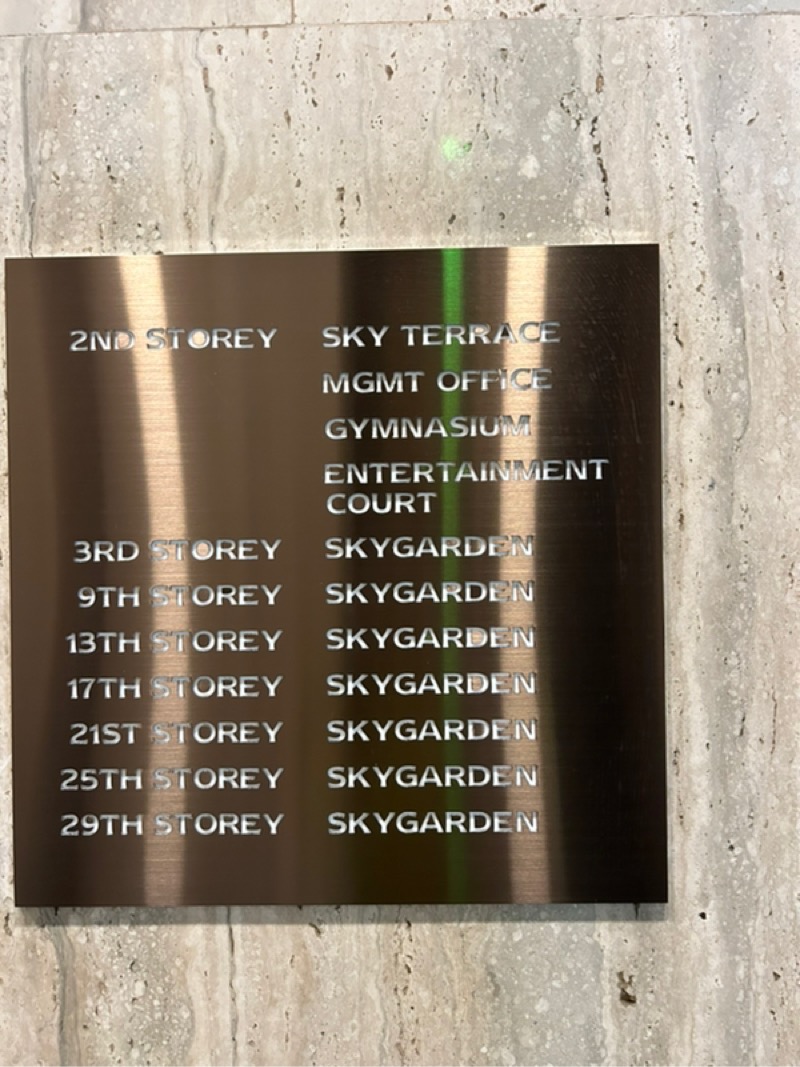 2ND STOREY SKY TERRACE
MGMT OFFICE
GYMNASIUM
ENTERTAINMENT
COURT
3RD STOREY SKYGARDEN
9TH STOREY SKYGARDEN
13TH STOREY SKYGARDEN
17TH STOREY SKYGARDEN
21ST STOREY SKYGARDEN
25TH STOREY SKYGARDEN
29TH STOREY SKYGARDEN